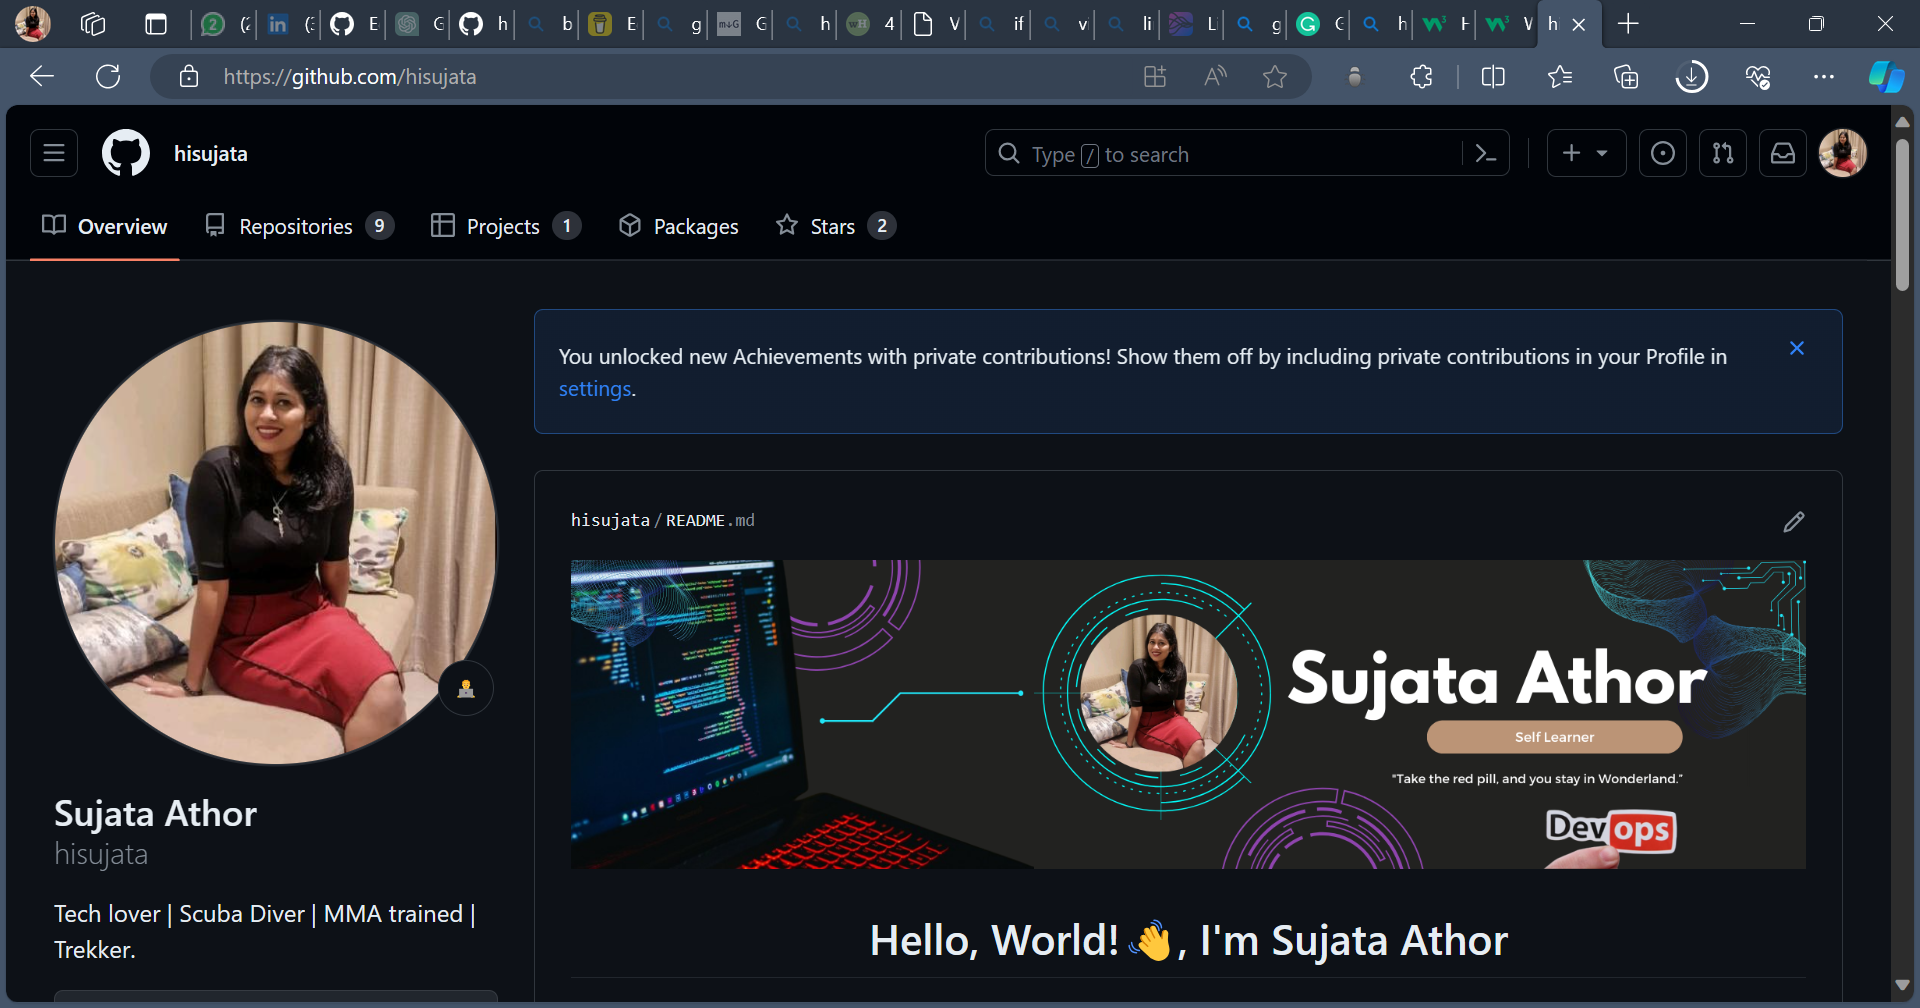 https://github.com/hisujata
hisujata
Type / to search
Overview
Repositories 9
Projects 1
Packages
Stars 2
You unlocked new Achievements with private contributions! Show them off by including private contributions in your Profile in
settings.
hisujata/README.md
Sujata Athor
Self Learner
"Take the red pill, and you stay in Wonderland."
Dev ops
Sujata Athor
hisujata
Tech lover | Scuba Diver | MMA trained |
Trekker.
Hello, World! 👋, I'm Sujata Athor